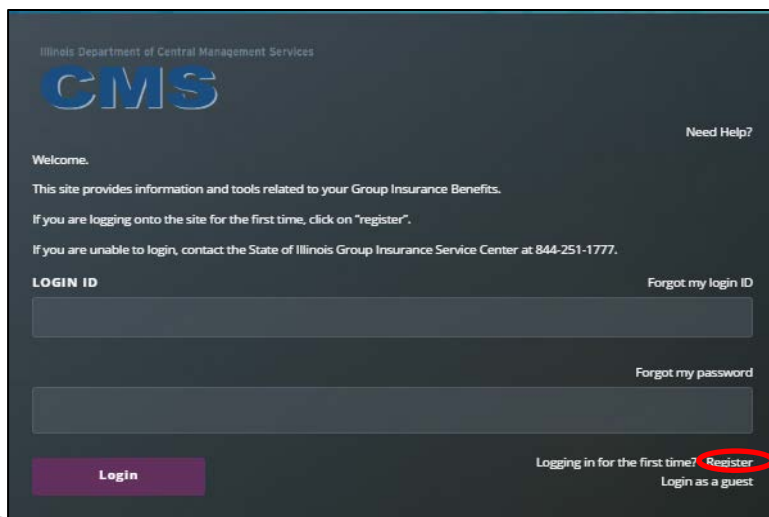 Illinois Department of Central Management Services
CMS
Need Help?
Welcome.
This site provides information and tools related to your Group Insurance Benefits.
If you are logging onto the site for the first time, click on "register".
If you are unable to login, contact the State of Illinois Group Insurance Service Center at 844-251-1777.
LOGIN ID
Forgot my login ID
Forgot my password
Logging in for the first time? Register
Login
Login as a guest